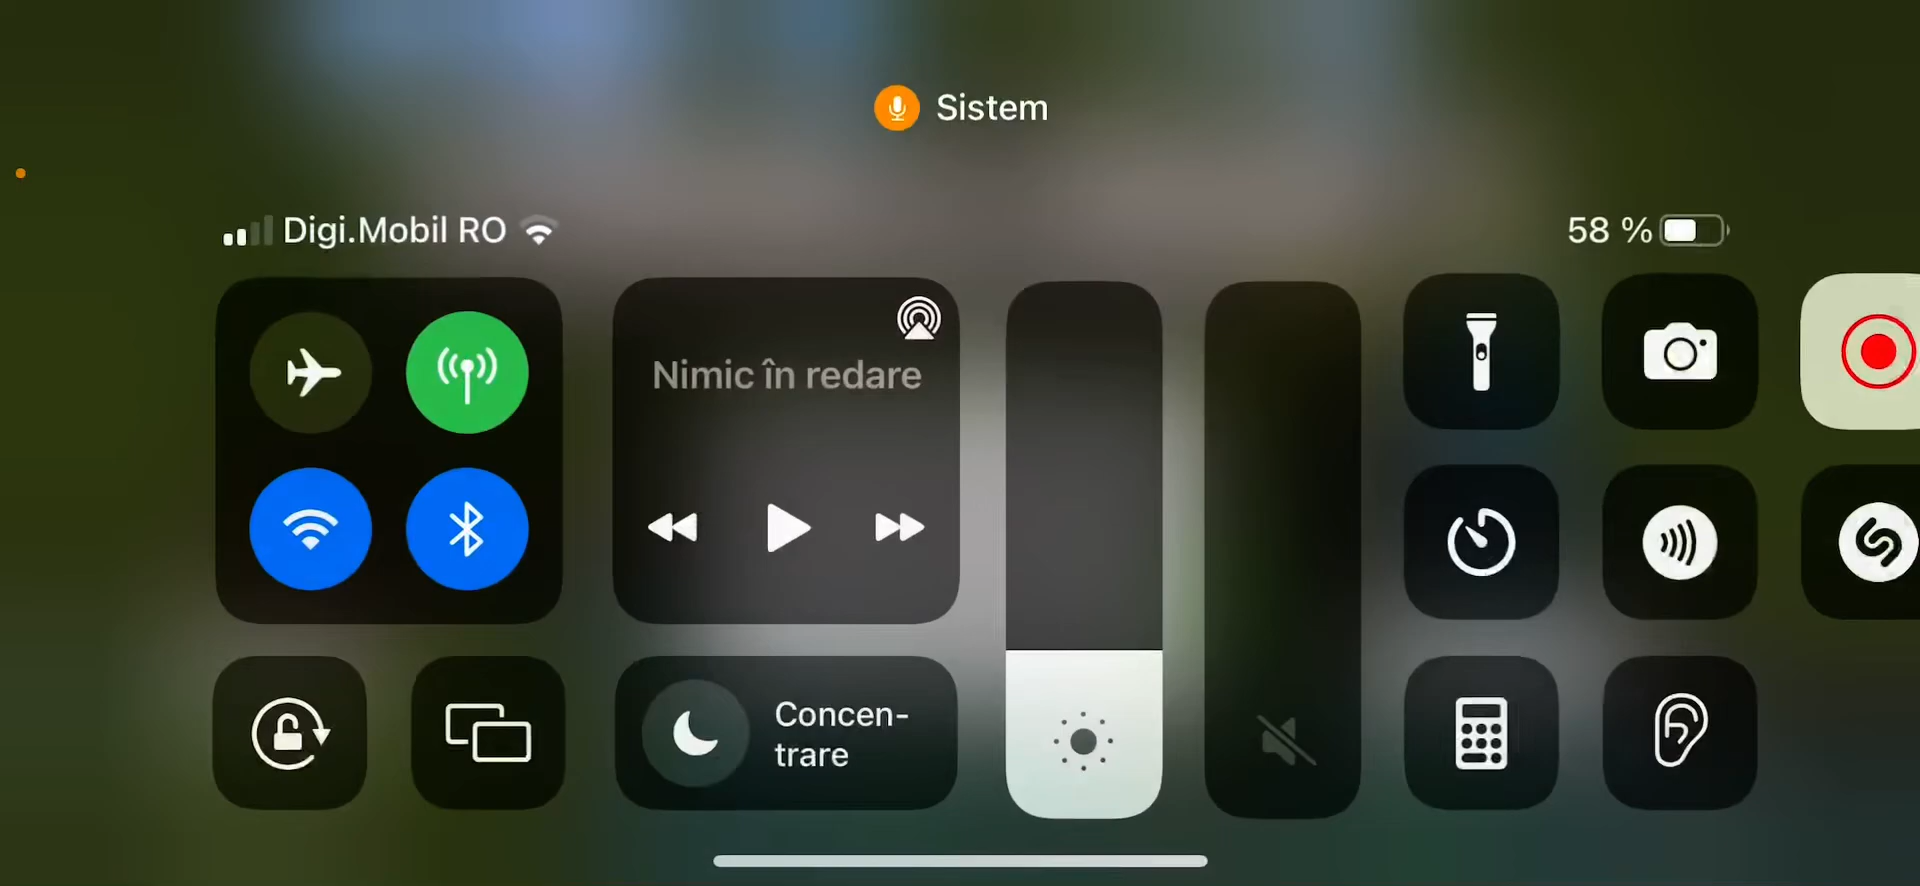 Sistem
Digi.Mobil RO
58 %
Nimic în redare
Concen-
trare